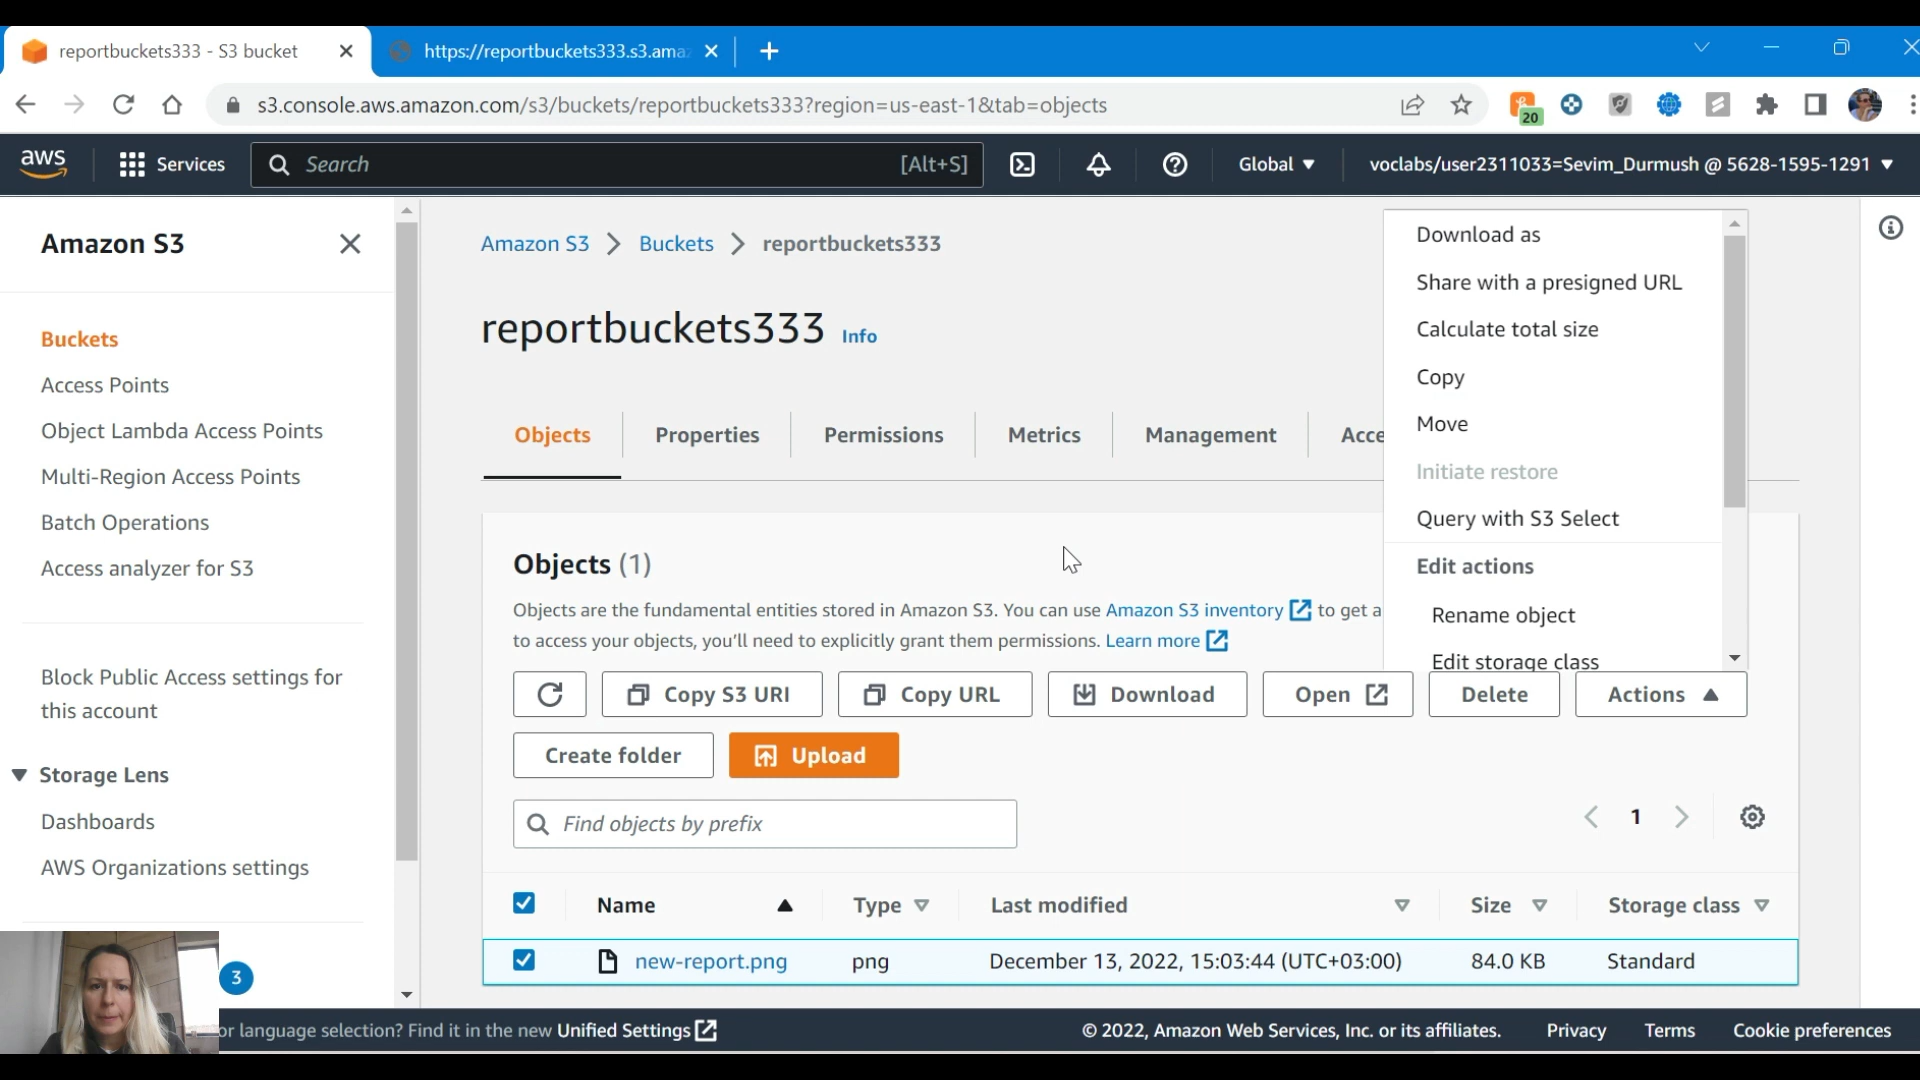 reportbuckets333 - S3 bucket
https://reportbuckets333.s3.ama
s3.console.aws.amazon.com/s3/buckets/reportbuckets333?region=us-east-1&tab=objects
20
aws
Services
Search
[Alt+S]
Global
voclabs/user2311033=Sevim_Durmush @ 5628-1595-1291
Amazon S3
Buckets
Access Points
Object Lambda Access Points
Multi-Region Access Points
Batch Operations
Access analyzer for S3
Block Public Access settings for
this account
Storage Lens
Dashboards
AWS Organizations settings
3
Amazon S3
Buckets
reportbuckets333
reportbuckets333
Info
Objects
Properties
Permissions
Metrics
Management
Acce
Download as
Share with a presigned URL
Calculate total size
Copy
Move
Initiate restore
Query with S3 Select
Edit actions
Rename object
Edit storage class
Objects (1)
Objects are the fundamental entities stored in Amazon S3. You can use Amazon S3 inventory to get a
to access your objects, you'll need to explicitly grant them permissions. Learn more
Copy S3 URI
Copy URL
Download
Open
Delete
Actions
Create folder
Upload
Find objects by prefix
1
Name
Type
Last modified
Size
Storage class
new-report.png
png
December 13, 2022, 15:03:44 (UTC+03:00)
84.0 KB
Standard
or language selection? Find it in the new Unified Settings
© 2022, Amazon Web Services, Inc. or its affiliates.
Privacy
Terms
Cookie preferences